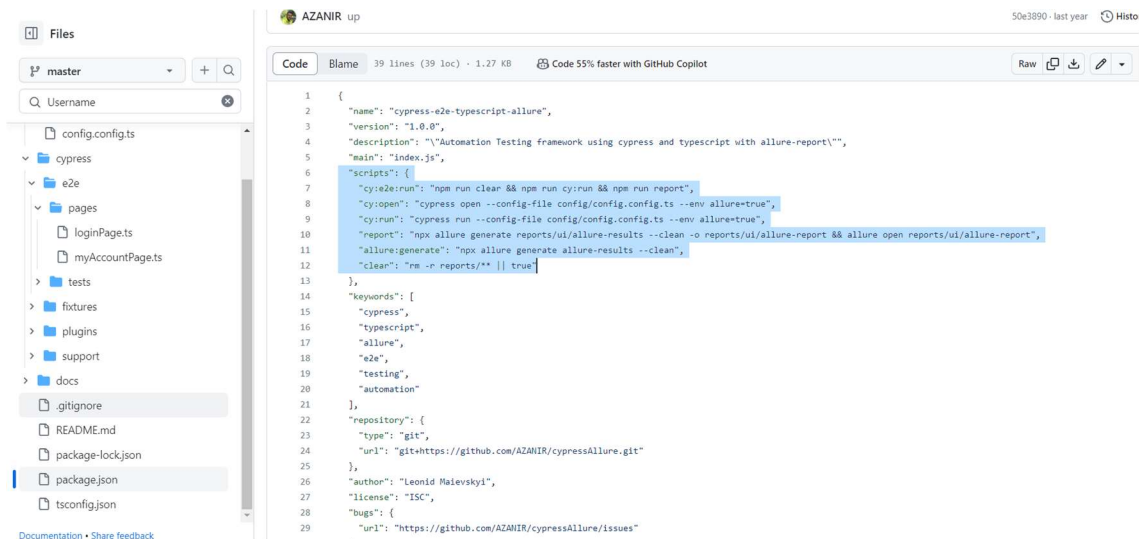 Files
master
Username
config.config.ts
cypress
e2e
pages
loginPage.ts
myAccountPage.ts
tests
fixtures
plugins
support
docs
.gitignore
README.md
package-lock.json
package.json
tsconfig.json
Documentation • Share feedback
AZANIR up
50e3890 · last year Histo
Code Blame 39 lines (39 loc) · 1.27 KB Code 55% faster with GitHub Copilot Raw
1 {
2 "name": "cypress-e2e-typescript-allure",
3 "version": "1.0.0",
4 "description": "\"Automation Testing framework using cypress and typescript with allure-report\"",
5 "main": "index.js",
6 "scripts": {
7 "cy:e2e:run": "npm run clear && npm run cy:run && npm run report",
8 "cy:open": "cypress open --config-file config/config.config.ts --env allure=true",
9 "cy:run": "cypress run --config-file config/config.config.ts --env allure=true",
10 "report": "npx allure generate reports/ui/allure-results --clean -o reports/ui/allure-report && allure open reports/ui/allure-report",
11 "allure:generate": "npx allure generate allure-results --clean",
12 "clear": "rm -r reports/** || true"
13 },
14 "keywords": [
15 "cypress",
16 "typescript",
17 "allure",
18 "e2e",
19 "testing",
20 "automation"
21 ],
22 "repository": {
23 "type": "git",
24 "url": "git+https://github.com/AZANIR/cypressAllure.git"
25 },
26 "author": "Leonid Maievskyi",
27 "license": "ISC",
28 "bugs": {
29 "url": "https://github.com/AZANIR/cypressAllure/issues"